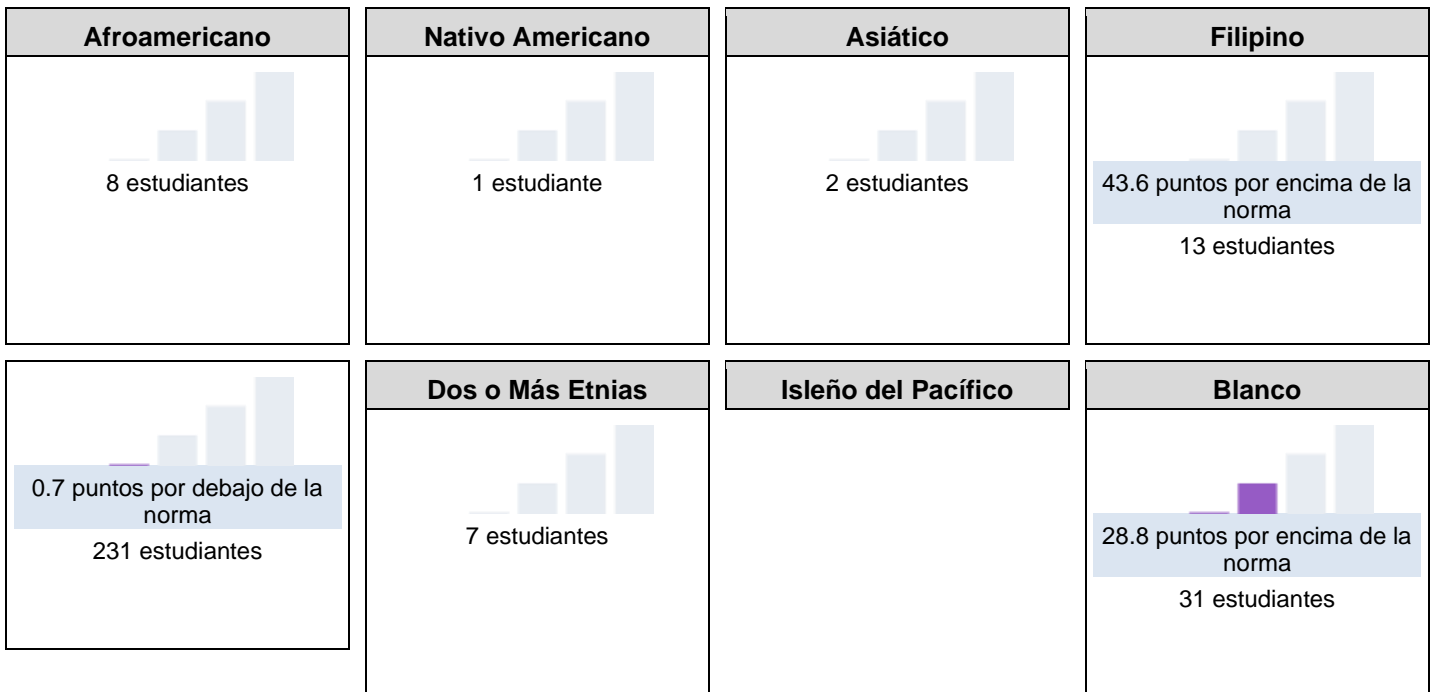 Afroamericano
8 estudiantes
Nativo Americano
1 estudiante
Asiático
2 estudiantes
Filipino
43.6 puntos por encima de la
norma
13 estudiantes
0.7 puntos por debajo de la
norma
231 estudiantes
Dos o Más Etnias
7 estudiantes
Isleño del Pacífico
Blanco
28.8 puntos por encima de la
norma
31 estudiantes